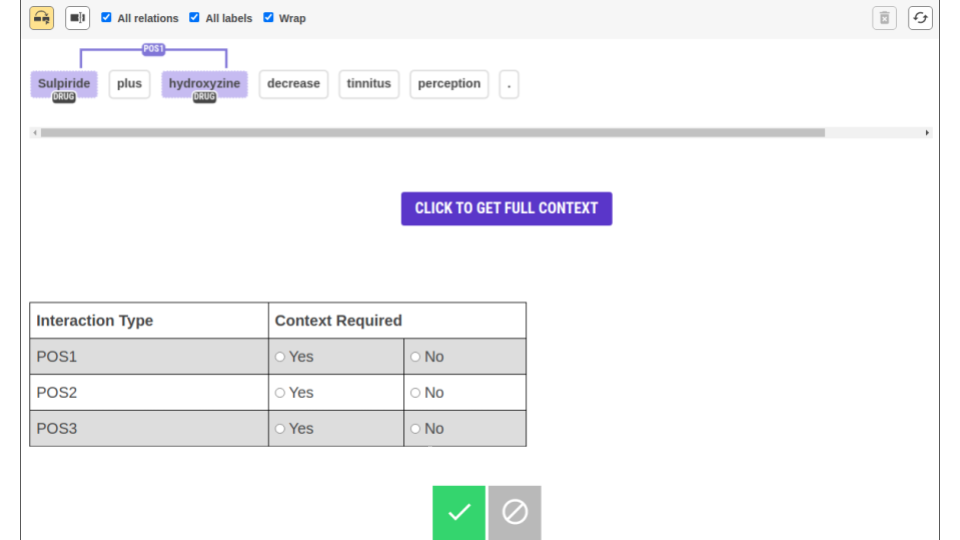 All relations All labels Wrap
POS1
Sulpiride plus hydroxyzine decrease tinnitus perception .
DRUG DRUG
CLICK TO GET FULL CONTEXT
Interaction Type Context Required
POS1 Yes No
POS2 Yes No
POS3 Yes No